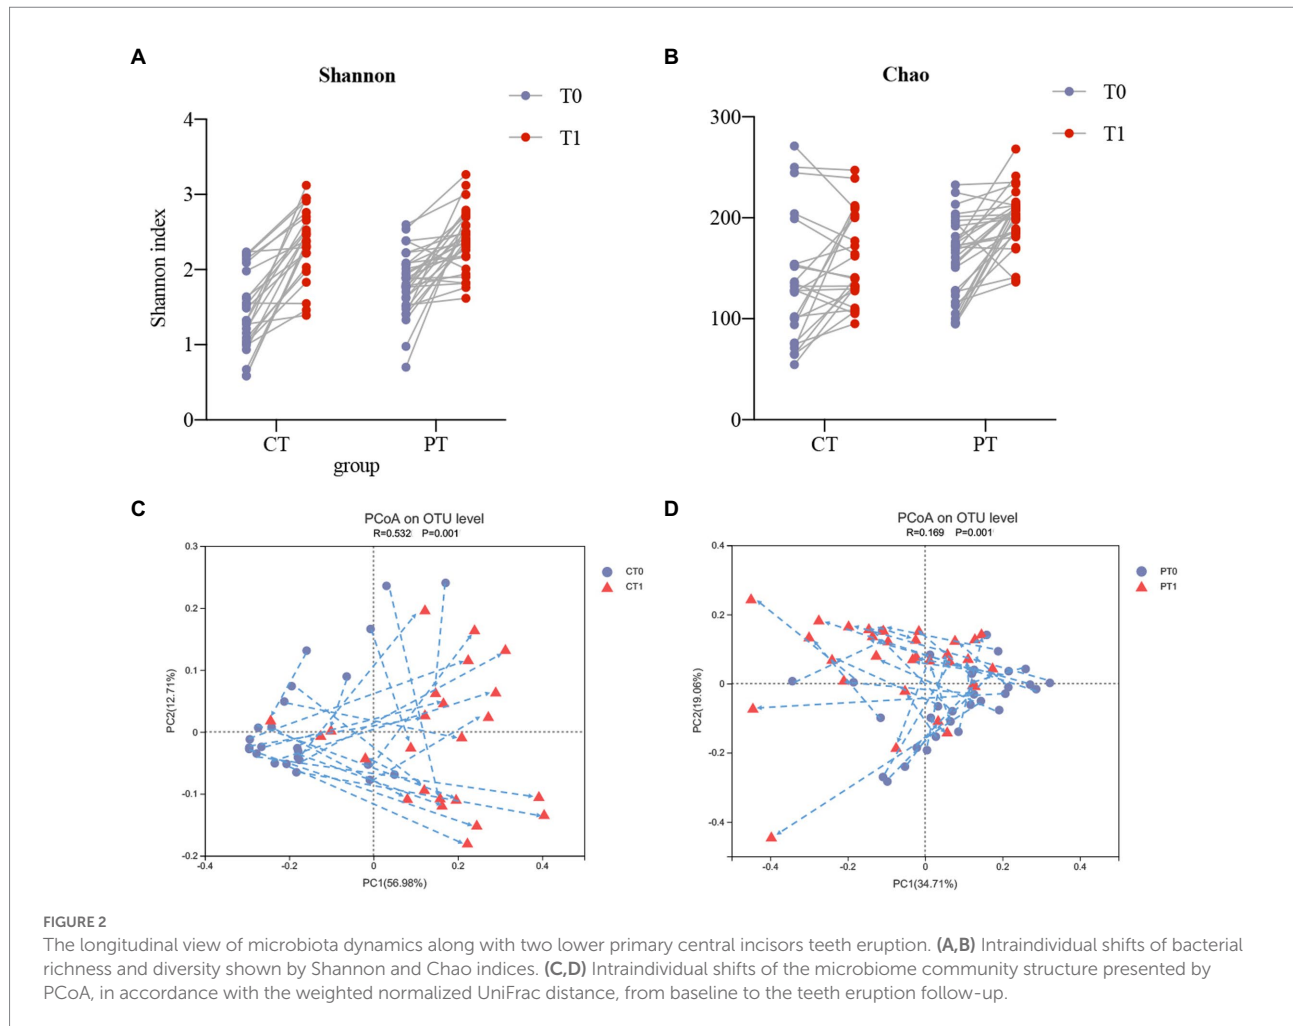 A
Shannon
T0
T1
4
3
2
1
0
Shannon index
CT
PT
group
B
Chao
T0
T1
300
200
100
0
CT
PT
C
PCoA on OTU level
R=0.532 P=0.001
CT0
CT1
0.3
0.2
0.1
0
-0.1
-0.2
PC2(12.71%)
-0.4
-0.2
0
0.2
0.4
PC1(56.98%)
D
PCoA on OTU level
R=0.169 P=0.001
PT0
PT1
0.4
0.2
0
-0.2
-0.4
PC2(19.06%)
-0.4
-0.2
0
0.2
0.4
PC1(34.71%)
FIGURE 2
The longitudinal view of microbiota dynamics along with two lower primary central incisors teeth eruption. (A,B) Intraindividual shifts of bacterial
richness and diversity shown by Shannon and Chao indices. (C,D) Intraindividual shifts of the microbiome community structure presented by
PCoA, in accordance with the weighted normalized UniFrac distance, from baseline to the teeth eruption follow-up.